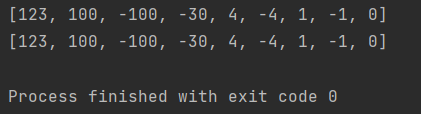 [123, 100, -100, -30, 4, -4, 1, -1, 0]
[123, 100, -100, -30, 4, -4, 1, -1, 0]
Process finished with exit code 0